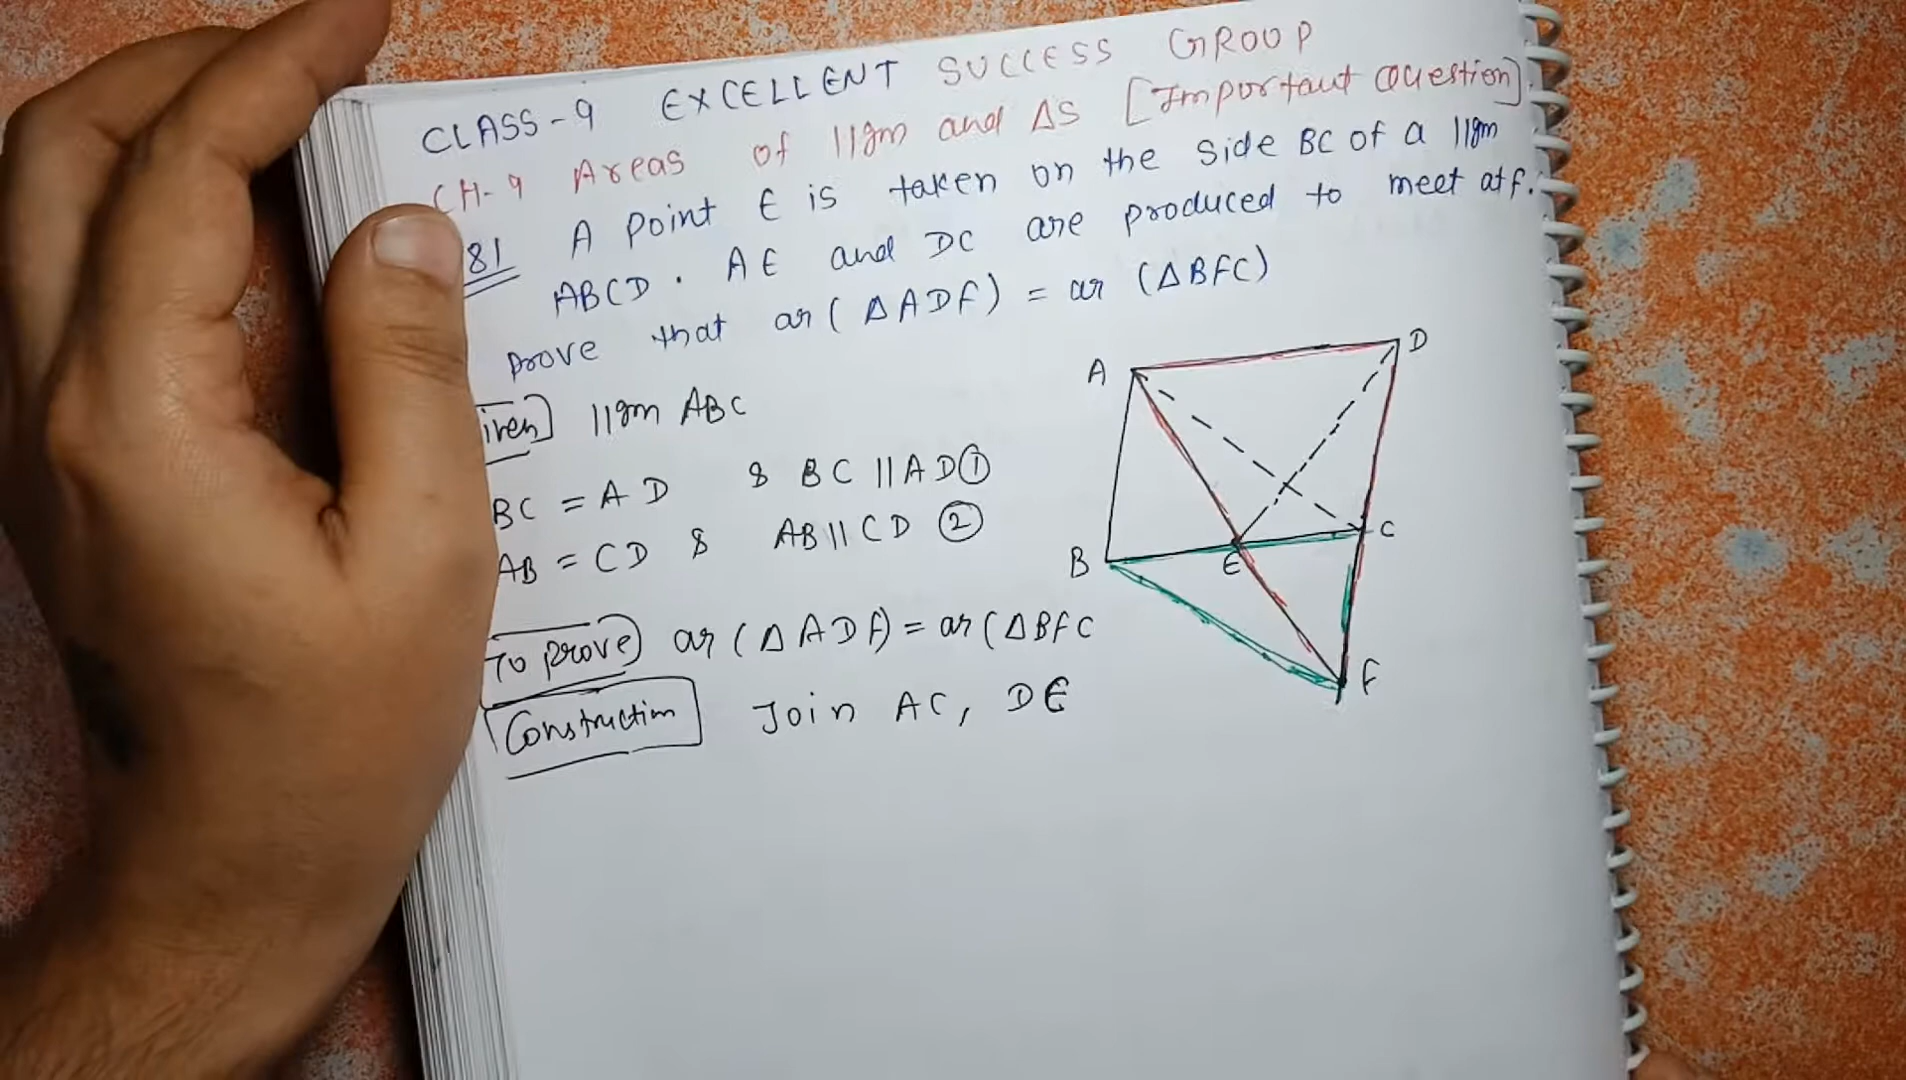 CLASS-9 EXCELLENT SUCCESS GROOP
CH-9 Areas of ||gm and ΔS [Important Question]
81 A Point E is taken on the side BC of a ||gm
ABCD. AE and DC are produced to meet at F.
prove that ar(ΔADF) = ar (ΔBFC)
iven ||gm ABC
BC = AD & BC || AD ①
AB = CD & AB || CD ②
To prove ar (ΔADF) = ar (ΔBFC
Construction Join AC, DE
A
D
B
E
C
F